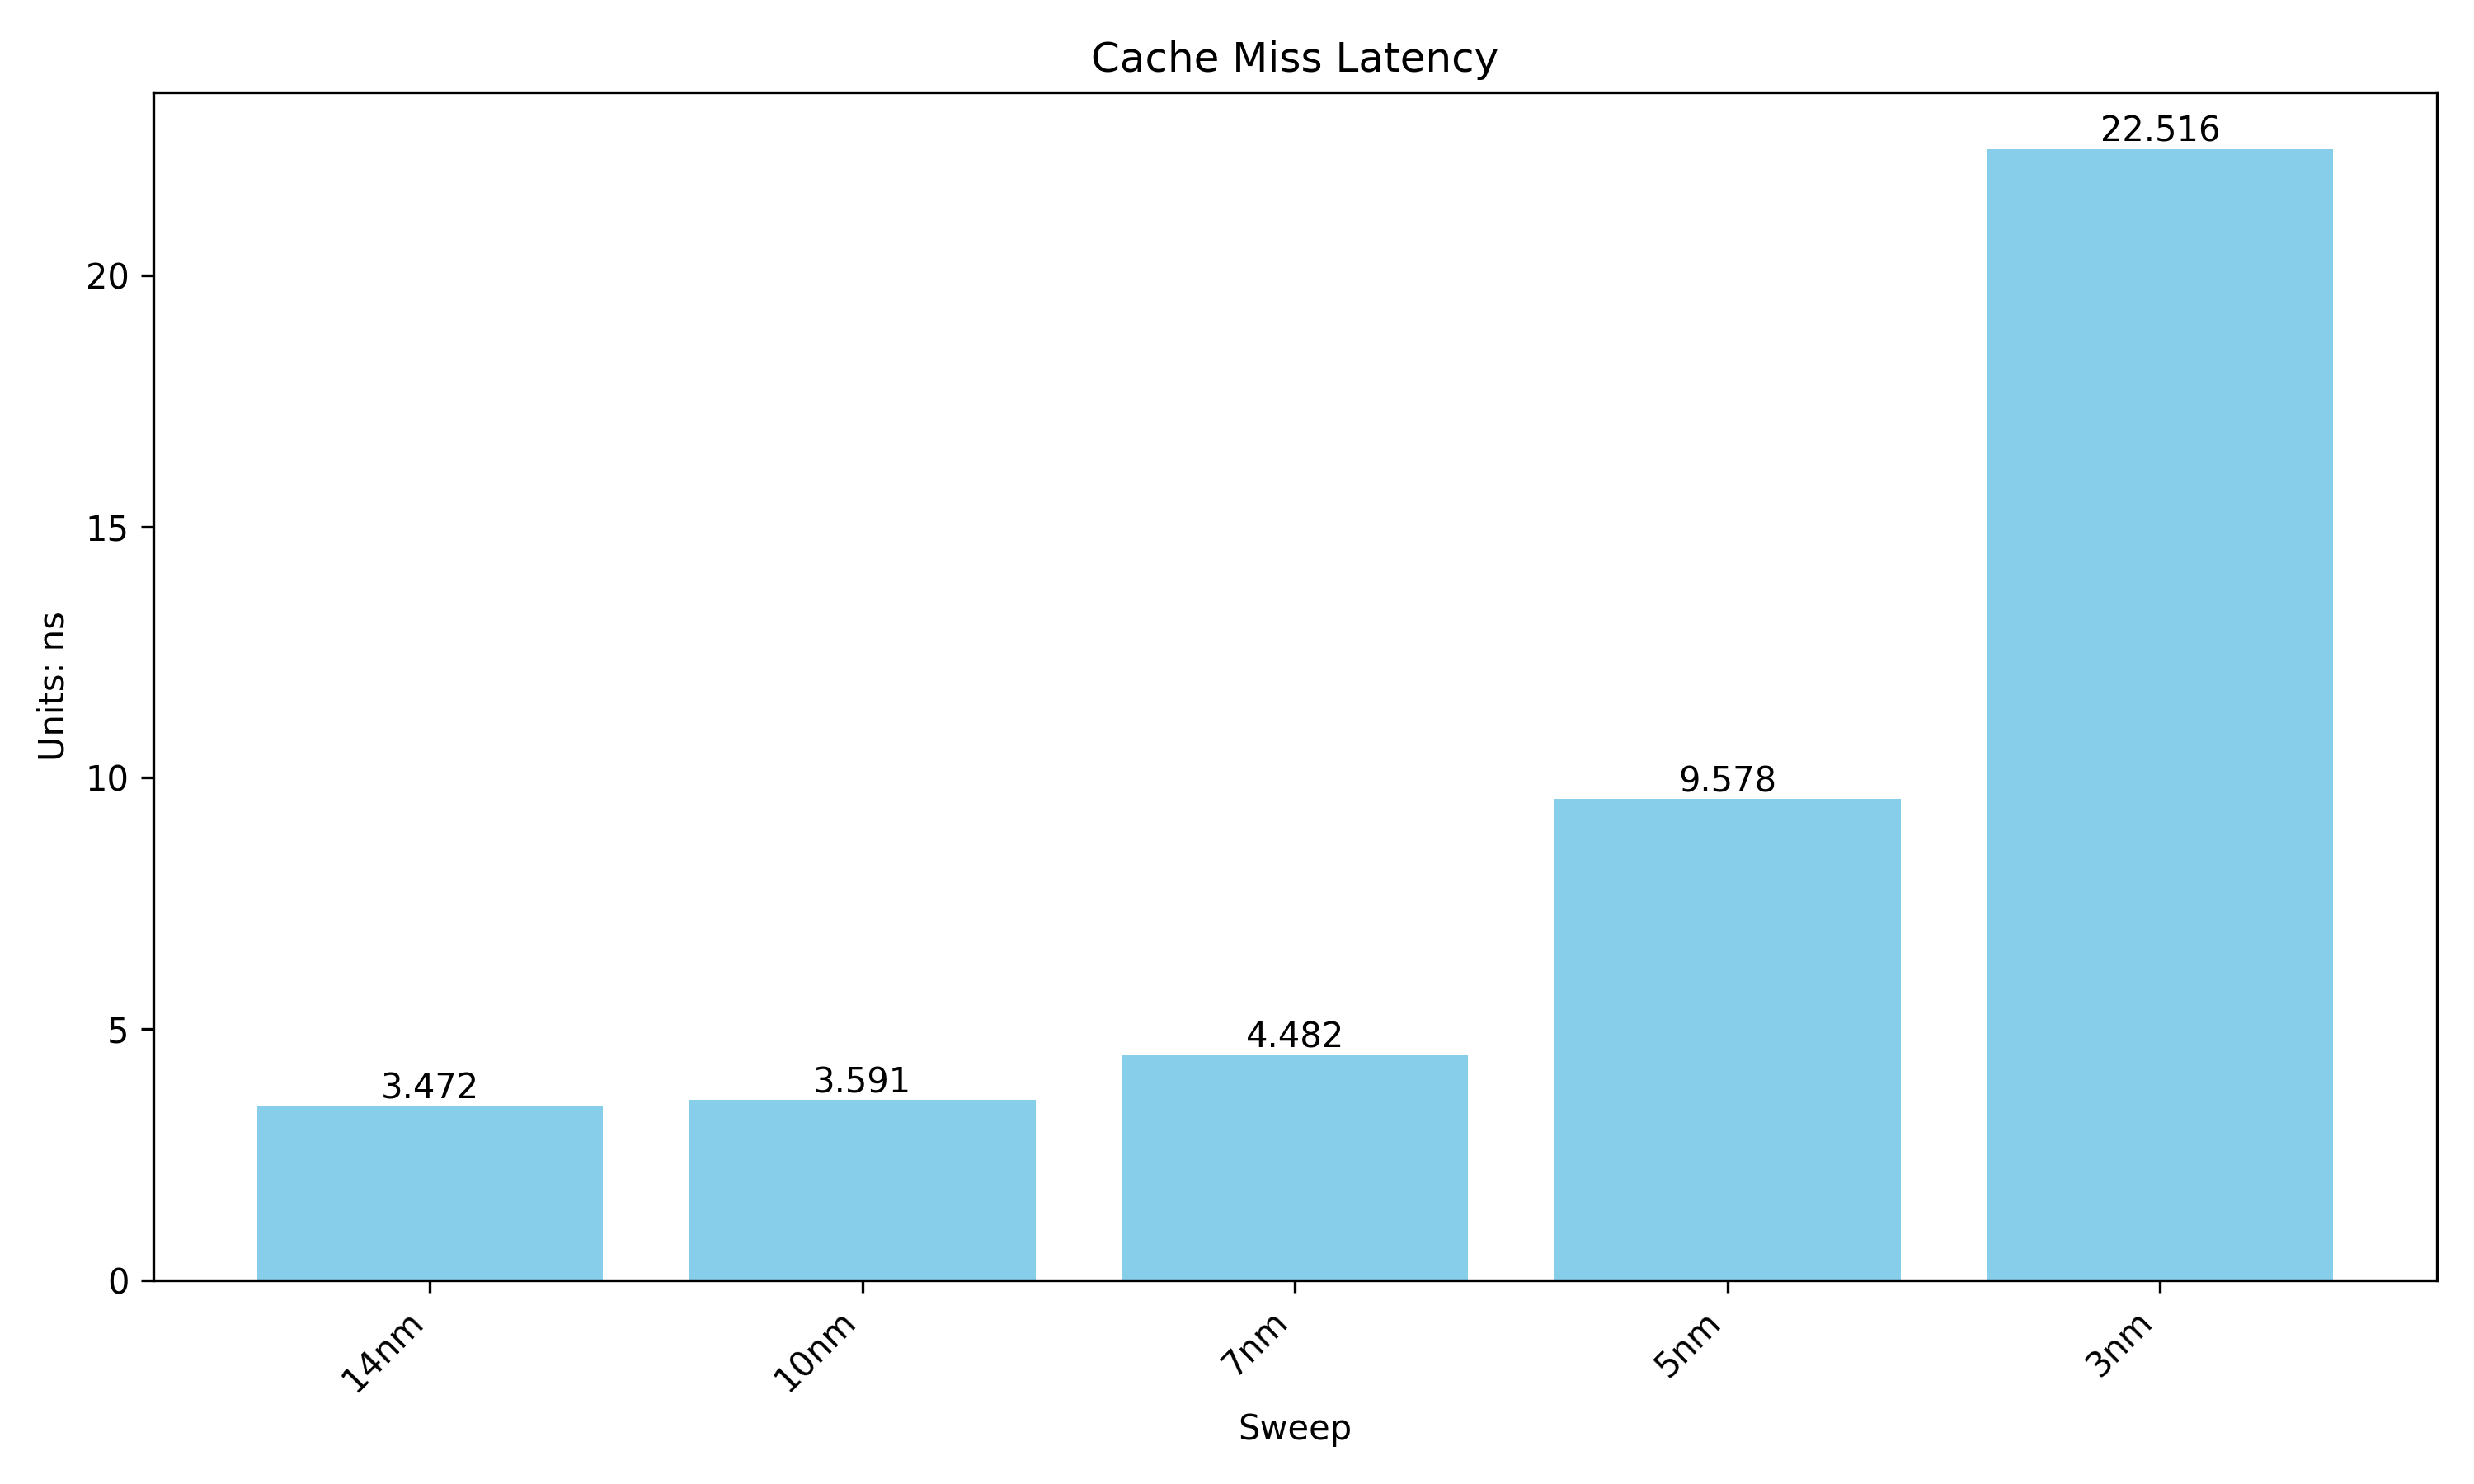 Cache Miss Latency
22.516
20
15
Units: ns
10
9.578
5
4.482
3.472
3.591
0
14nm
10nm
7nm
5nm
3nm
Sweep